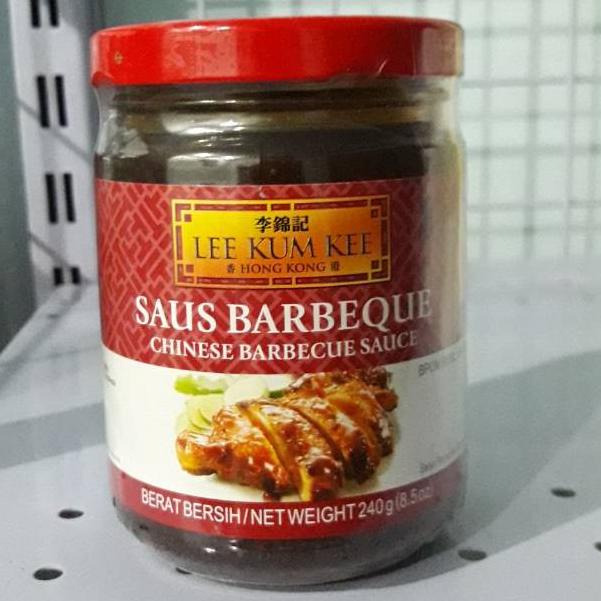 李錦記
LEE KUM KEE
香 HONG KONG 港
SAUS BARBEQUE
CHINESE BARBECUE SAUCE
BERAT BERSIH/NET WEIGHT 240g (8.5oz)